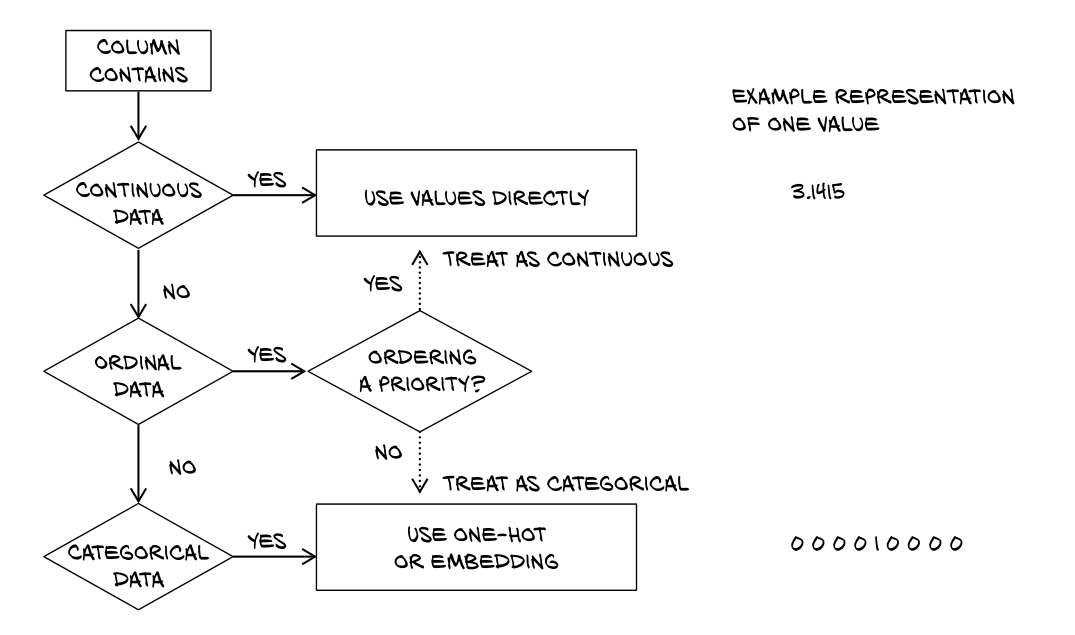 COLUMN
CONTAINS
EXAMPLE REPRESENTATION
OF ONE VALUE
CONTINUOUS
DATA
YES
USE VALUES DIRECTLY
3.1415
TREAT AS CONTINUOUS
YES
NO
ORDINAL
DATA
YES
ORDERING
A PRIORITY?
NO
NO
TREAT AS CATEGORICAL
CATEGORICAL
DATA
YES
USE ONE-HOT
OR EMBEDDING
0 0 0 0 1 0 0 0 0